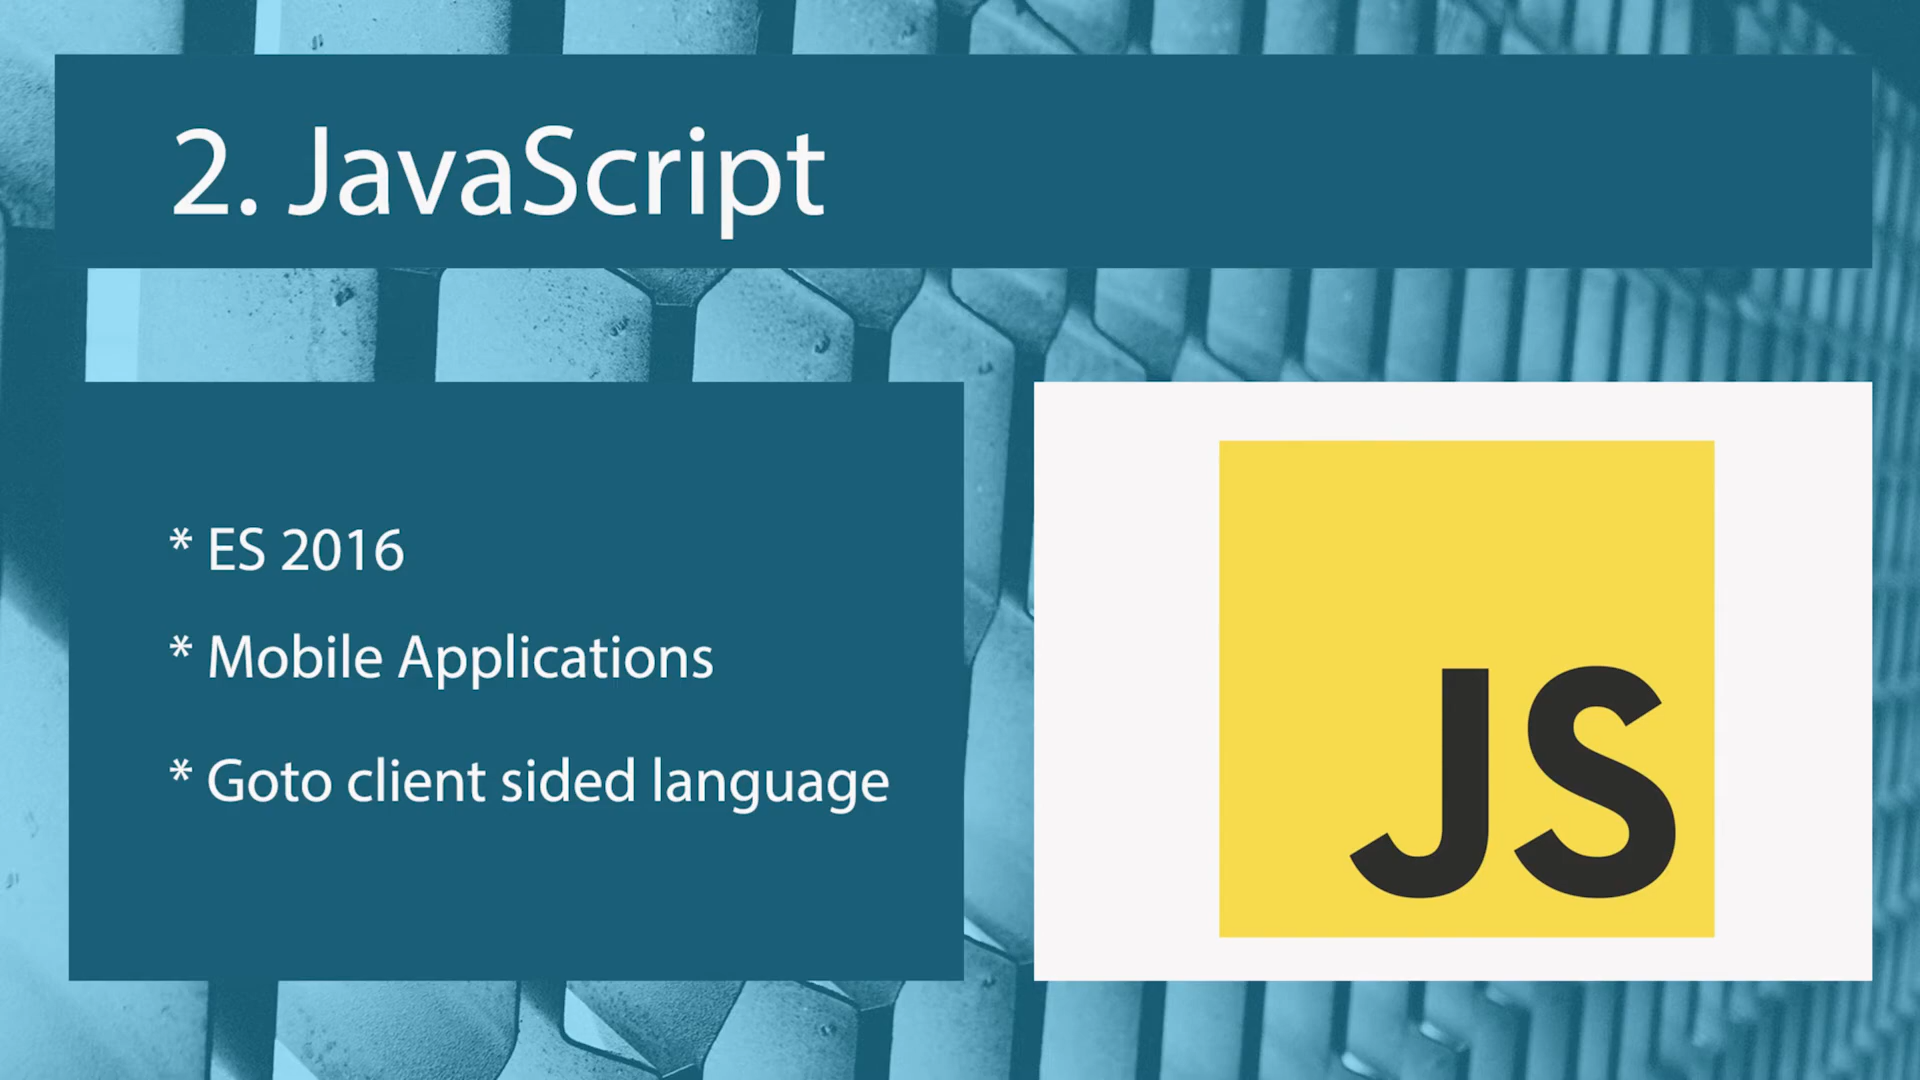 2. JavaScript
* ES 2016
* Mobile Applications
* Goto client sided language
JS